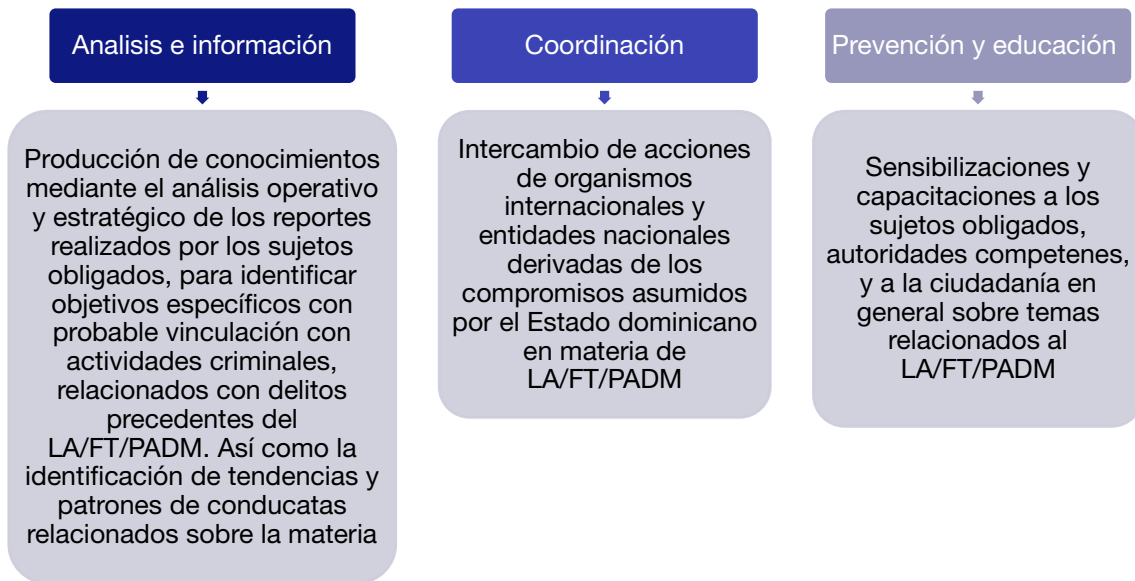 Analisis e información
Producción de conocimientos
mediante el análisis operativo
y estratégico de los reportes
realizados por los sujetos
obligados, para identificar
objetivos específicos con
probable vinculación con
actividades criminales,
relacionados con delitos
precedentes del
LA/FT/PADM. Así como la
identificación de tendencias y
patrones de conducatas
relacionados sobre la materia
Coordinación
Intercambio de acciones
de organismos
internacionales y
entidades nacionales
derivadas de los
compromisos asumidos
por el Estado dominicano
en materia de
LA/FT/PADM
Prevención y educación
Sensibilizaciones y
capacitaciones a los
sujetos obligados,
autoridades competenes,
y a la ciudadanía en
general sobre temas
relacionados al
LA/FT/PADM